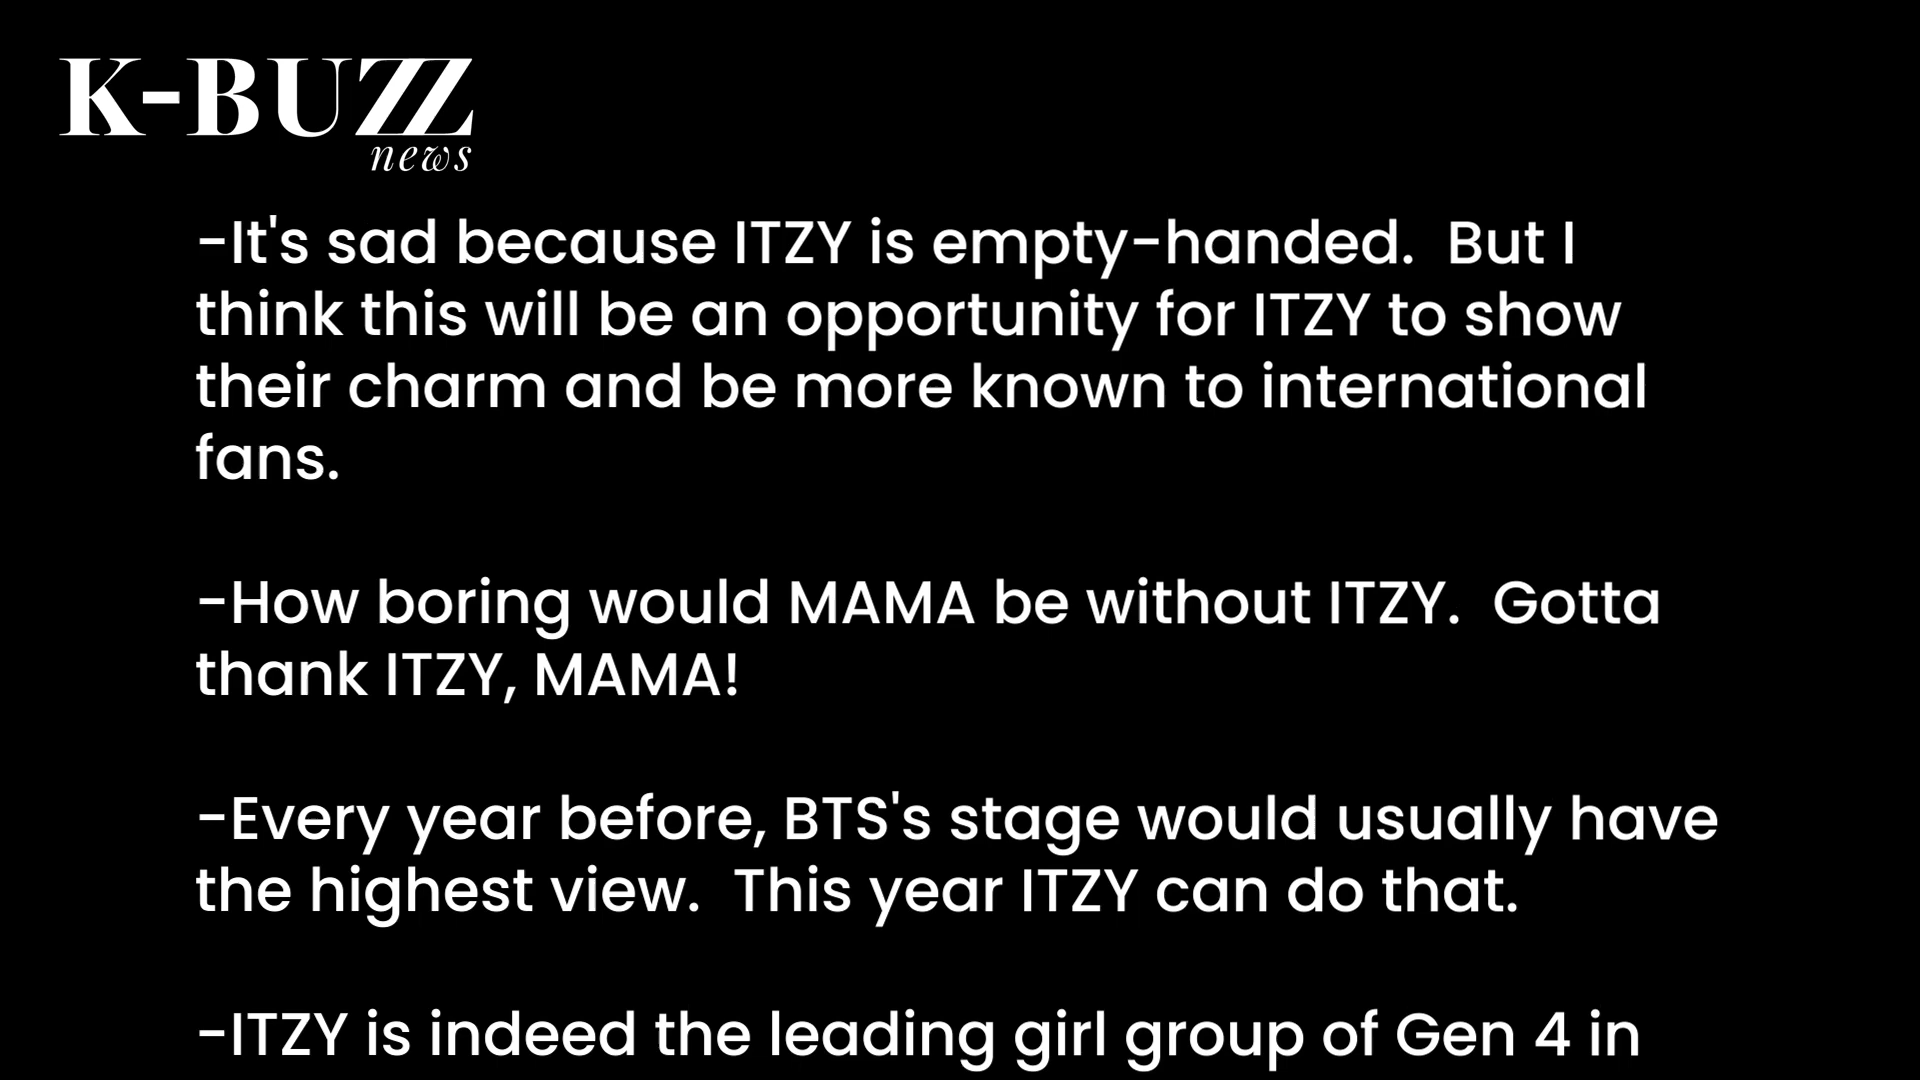 K-BUZZ
news
-It's sad because ITZY is empty-handed.  But I
think this will be an opportunity for ITZY to show
their charm and be more known to international
fans.
-How boring would MAMA be without ITZY.  Gotta
thank ITZY, MAMA!
-Every year before, BTS's stage would usually have
the highest view.  This year ITZY can do that.
-ITZY is indeed the leading girl group of Gen 4 in